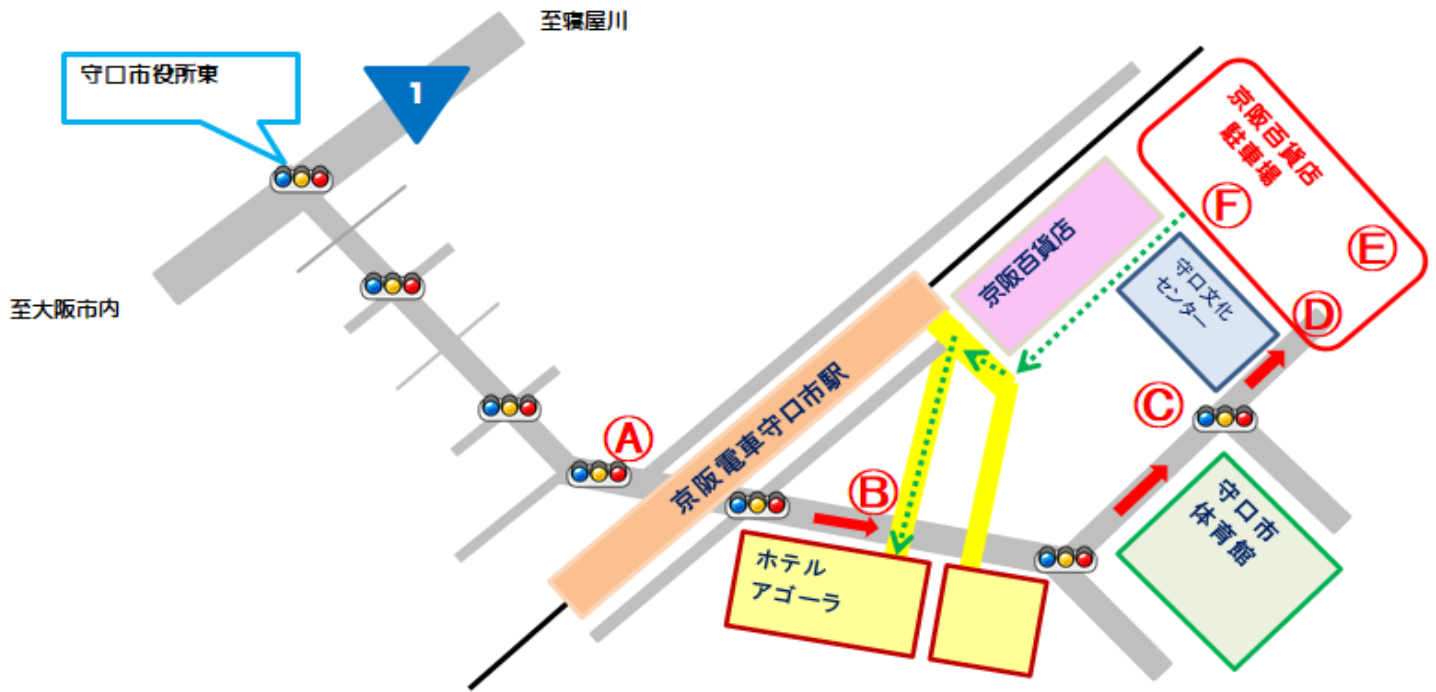 至寝屋川
守口市役所東
1
至大阪市内
京阪百貨店
駐車場
F
E
京阪百貨店
守口文化
センター
D
C
A
京阪電車守口市駅
B
守口市
体育館
ホテル
アゴーラ